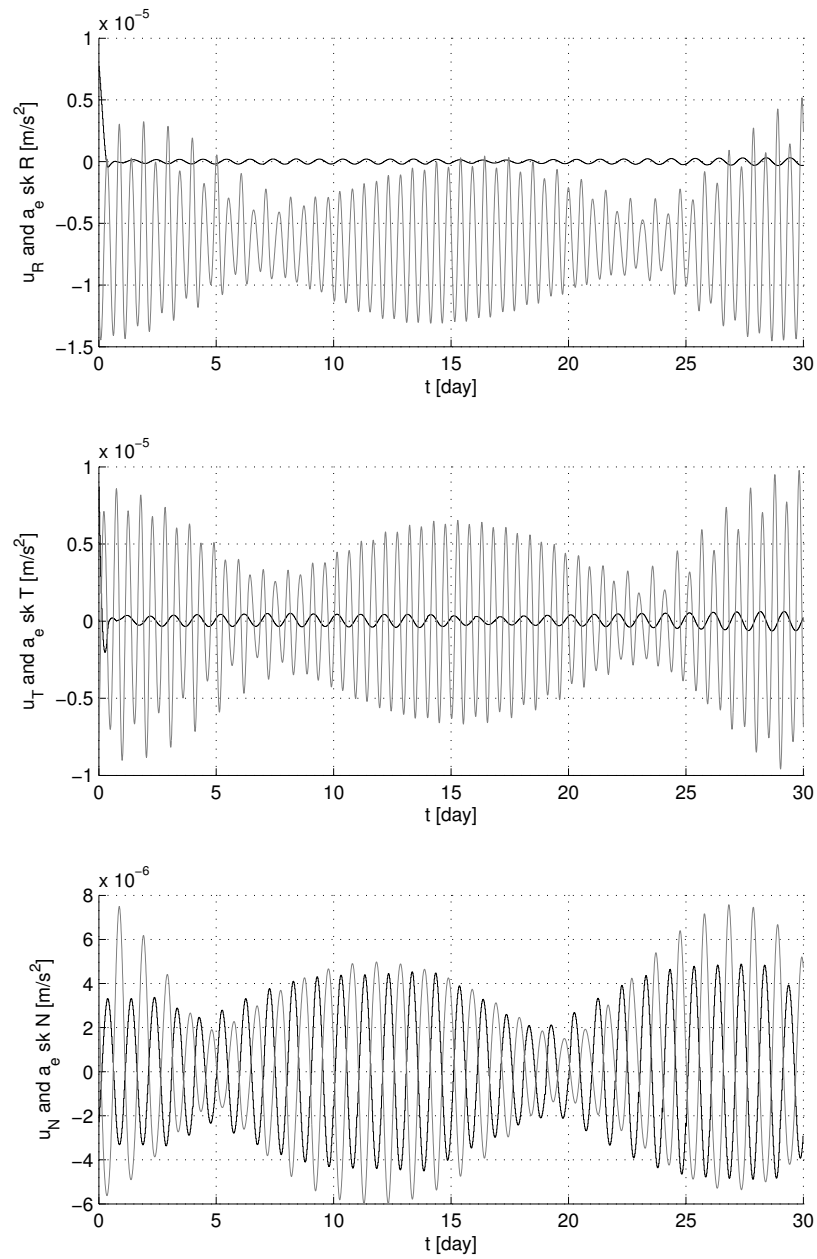 x 10⁻⁵
1
0.5
0
−0.5
−1
−1.5
u_R and a_e sk R [m/s²]
0 5 10 15 20 25 30
t [day]
x 10⁻⁵
1
0.5
0
−0.5
−1
u_T and a_e sk T [m/s²]
0 5 10 15 20 25 30
t [day]
x 10⁻⁶
8
6
4
2
0
−2
−4
−6
u_N and a_e sk N [m/s²]
0 5 10 15 20 25 30
t [day]